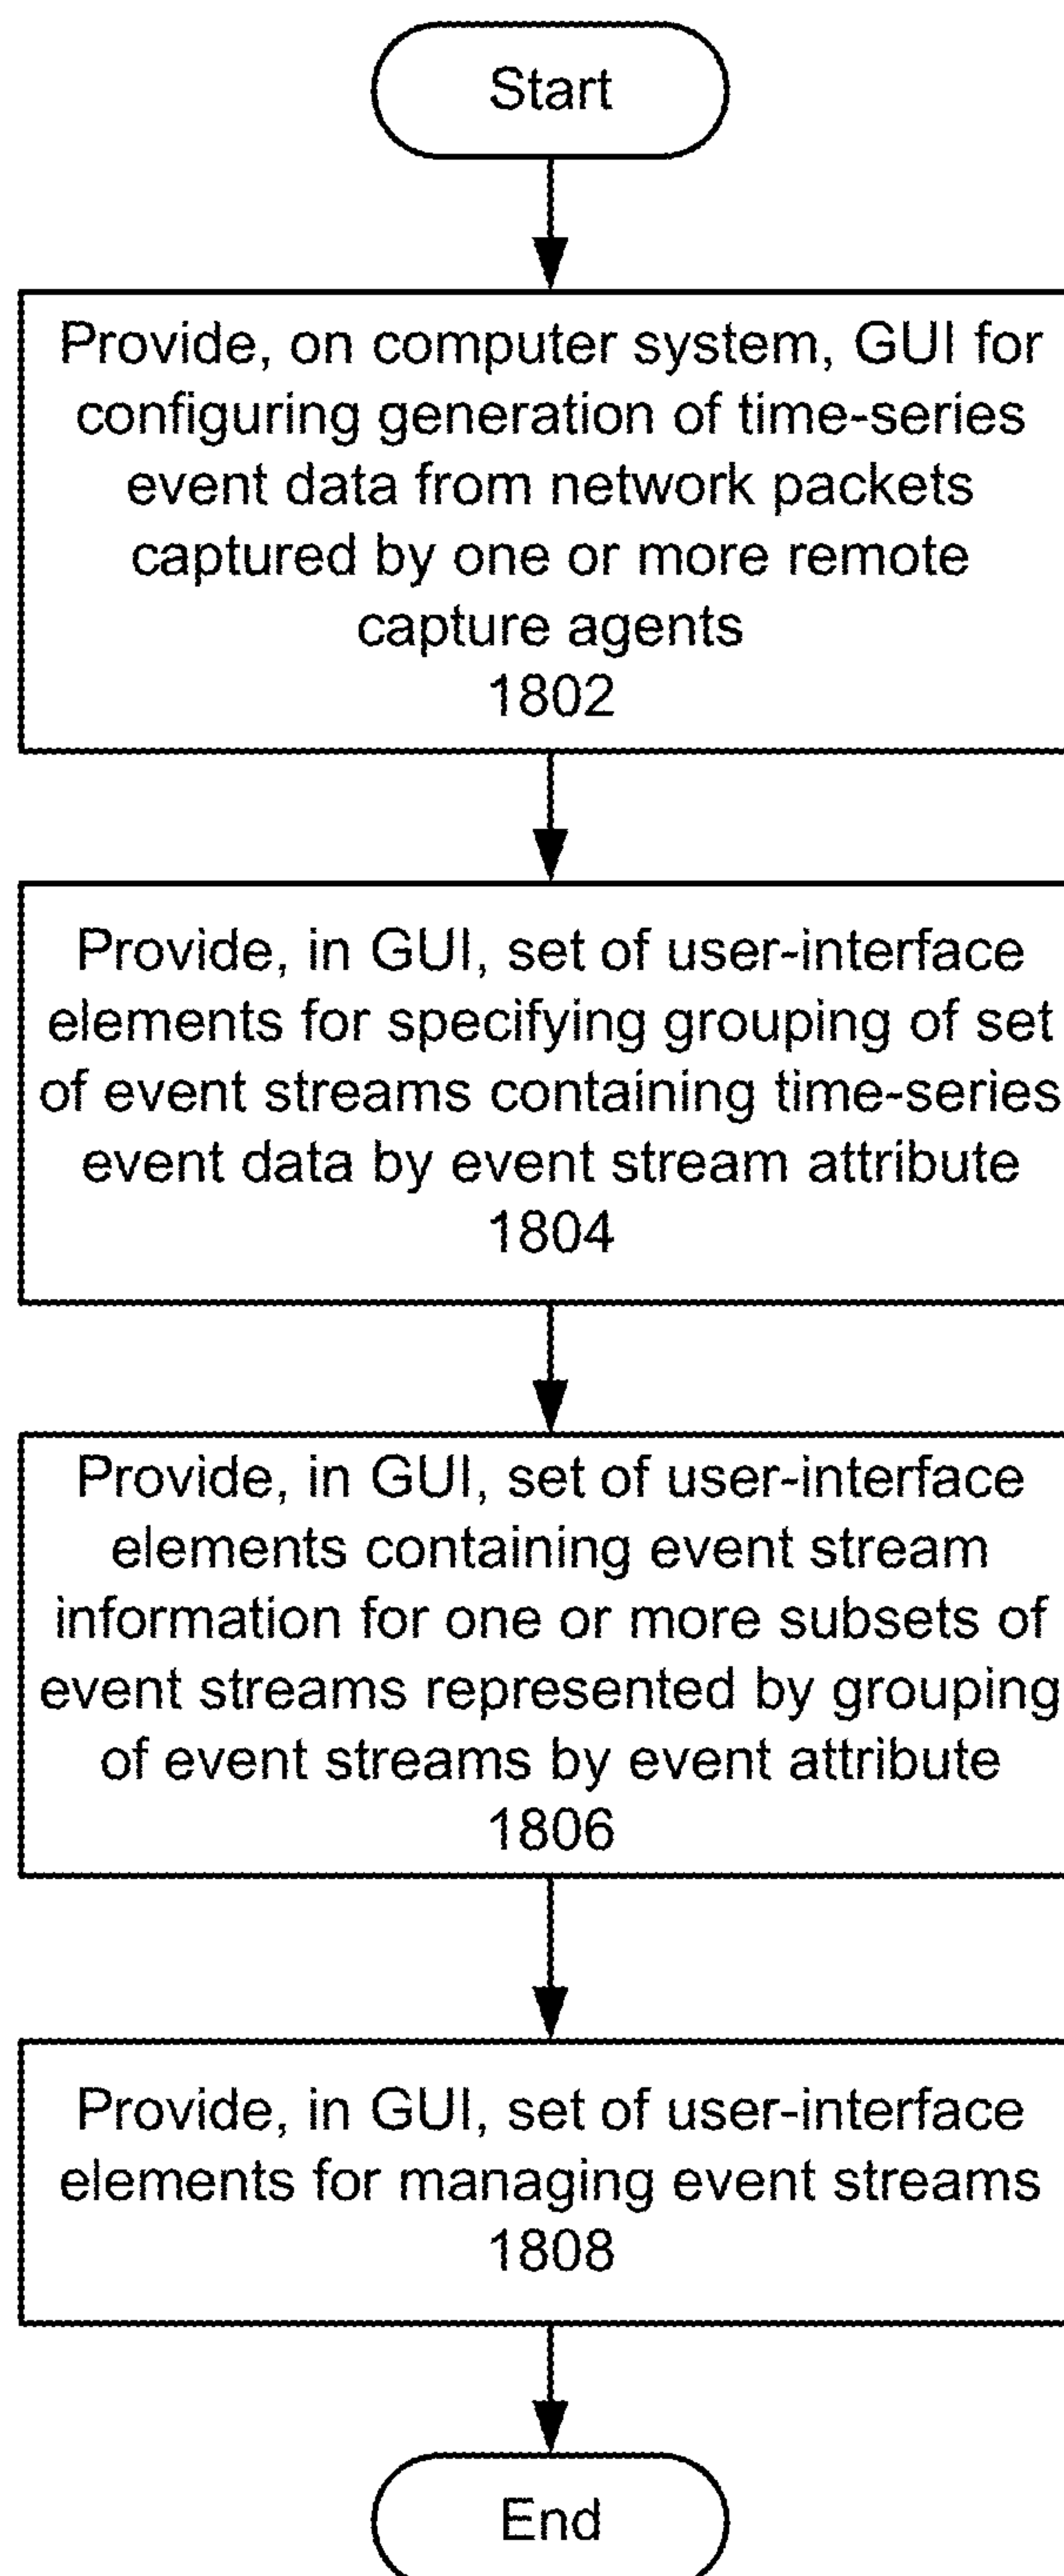 Start
Provide, on computer system, GUI for
configuring generation of time-series
event data from network packets
captured by one or more remote
capture agents
1802
Provide, in GUI, set of user-interface
elements for specifying grouping of set
of event streams containing time-series
event data by event stream attribute
1804
Provide, in GUI, set of user-interface
elements containing event stream
information for one or more subsets of
event streams represented by grouping
of event streams by event attribute
1806
Provide, in GUI, set of user-interface
elements for managing event streams
1808
End